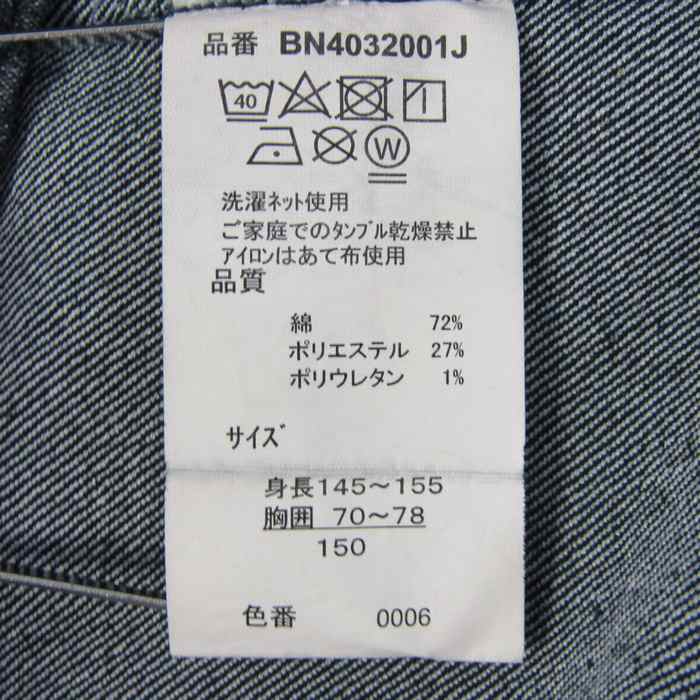 品番 BN4032001J
40
W
洗濯ネット使用
ご家庭でのタンブル乾燥禁止
アイロンはあて布使用
品質
綿 72%
ポリエステル 27%
ポリウレタン 1%
サイズ
身長145～155
胸囲 70～78
150
色番 0006